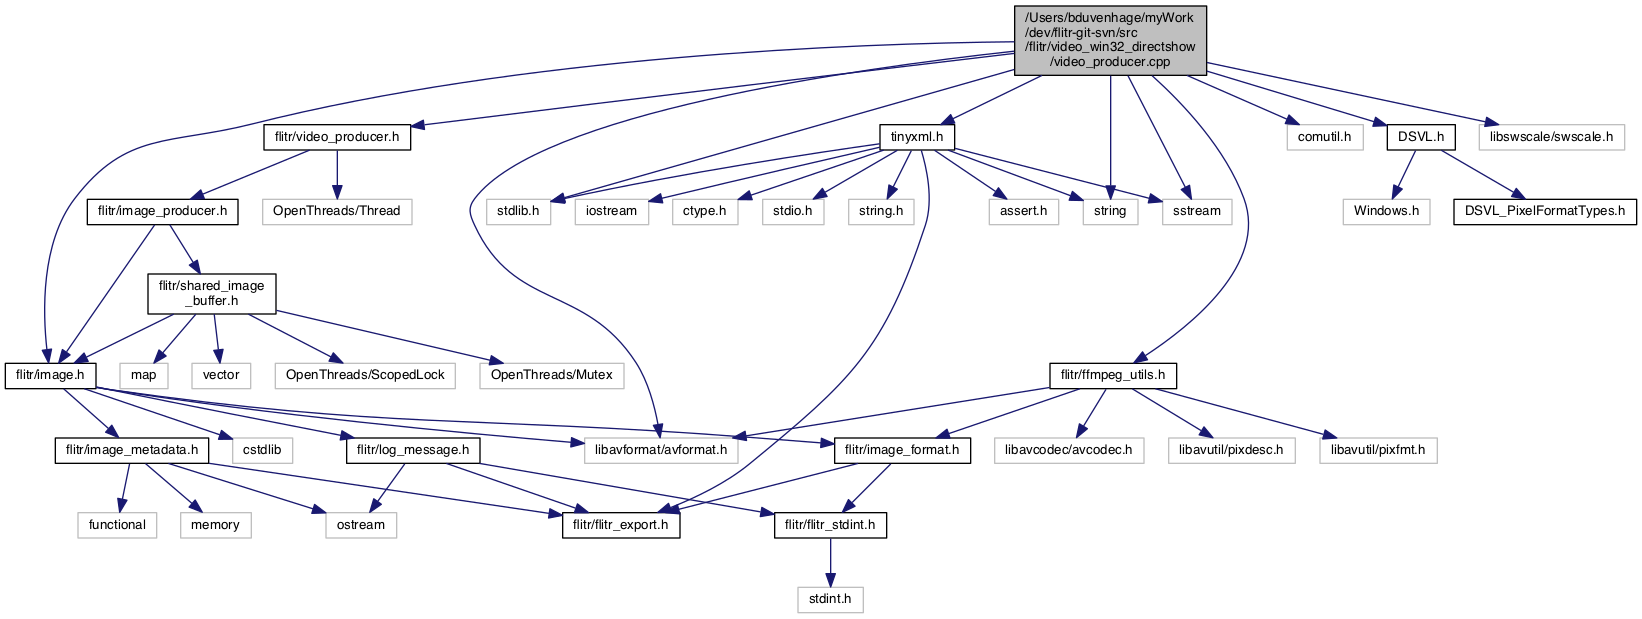 /Users/bduvenhage/myWork
/dev/flitr-git-svn/src
/flitr/video_win32_directshow
/video_producer.cpp
flitr/video_producer.h
tinyxml.h
comutil.h
DSVL.h
libswscale/swscale.h
flitr/image_producer.h
OpenThreads/Thread
stdlib.h
iostream
ctype.h
stdio.h
string.h
assert.h
string
sstream
Windows.h
DSVL_PixelFormatTypes.h
flitr/shared_image
_buffer.h
flitr/image.h
map
vector
OpenThreads/ScopedLock
OpenThreads/Mutex
flitr/ffmpeg_utils.h
flitr/image_metadata.h
cstdlib
flitr/log_message.h
libavformat/avformat.h
flitr/image_format.h
libavcodec/avcodec.h
libavutil/pixdesc.h
libavutil/pixfmt.h
functional
memory
ostream
flitr/flitr_export.h
flitr/flitr_stdint.h
stdint.h